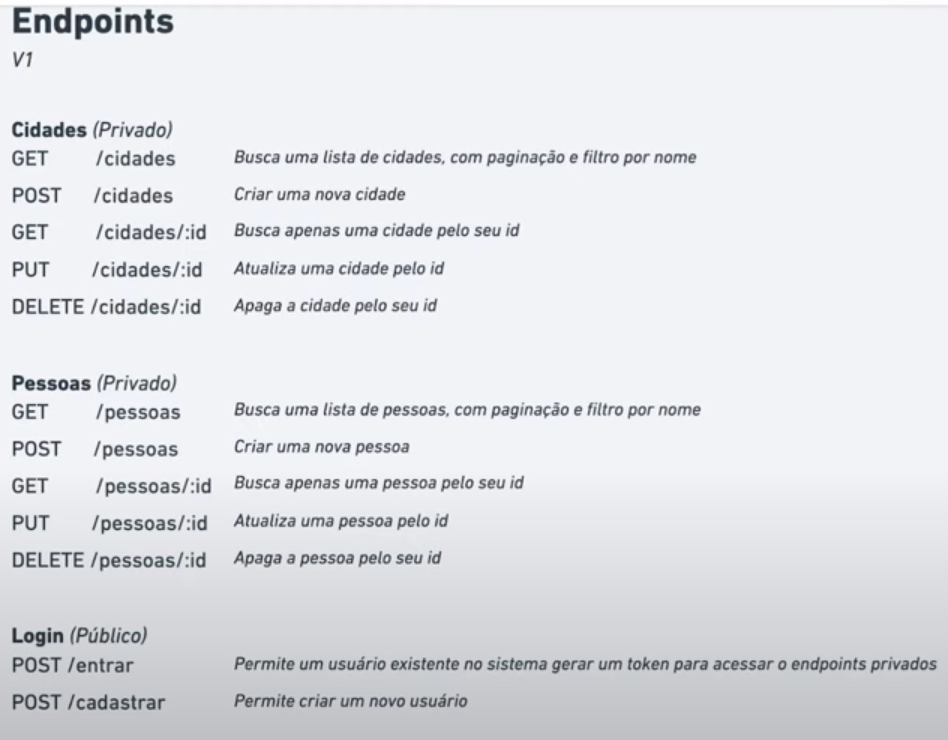 Endpoints
V1
Cidades (Privado)
GET /cidades Busca uma lista de cidades, com paginação e filtro por nome
POST /cidades Criar uma nova cidade
GET /cidades/:id Busca apenas uma cidade pelo seu id
PUT /cidades/:id Atualiza uma cidade pelo id
DELETE /cidades/:id Apaga a cidade pelo seu id
Pessoas (Privado)
GET /pessoas Busca uma lista de pessoas, com paginação e filtro por nome
POST /pessoas Criar uma nova pessoa
GET /pessoas/:id Busca apenas uma pessoa pelo seu id
PUT /pessoas/:id Atualiza uma pessoa pelo id
DELETE /pessoas/:id Apaga a pessoa pelo seu id
Login (Público)
POST /entrar Permite um usuário existente no sistema gerar um token para acessar o endpoints privados
POST /cadastrar Permite criar um novo usuário